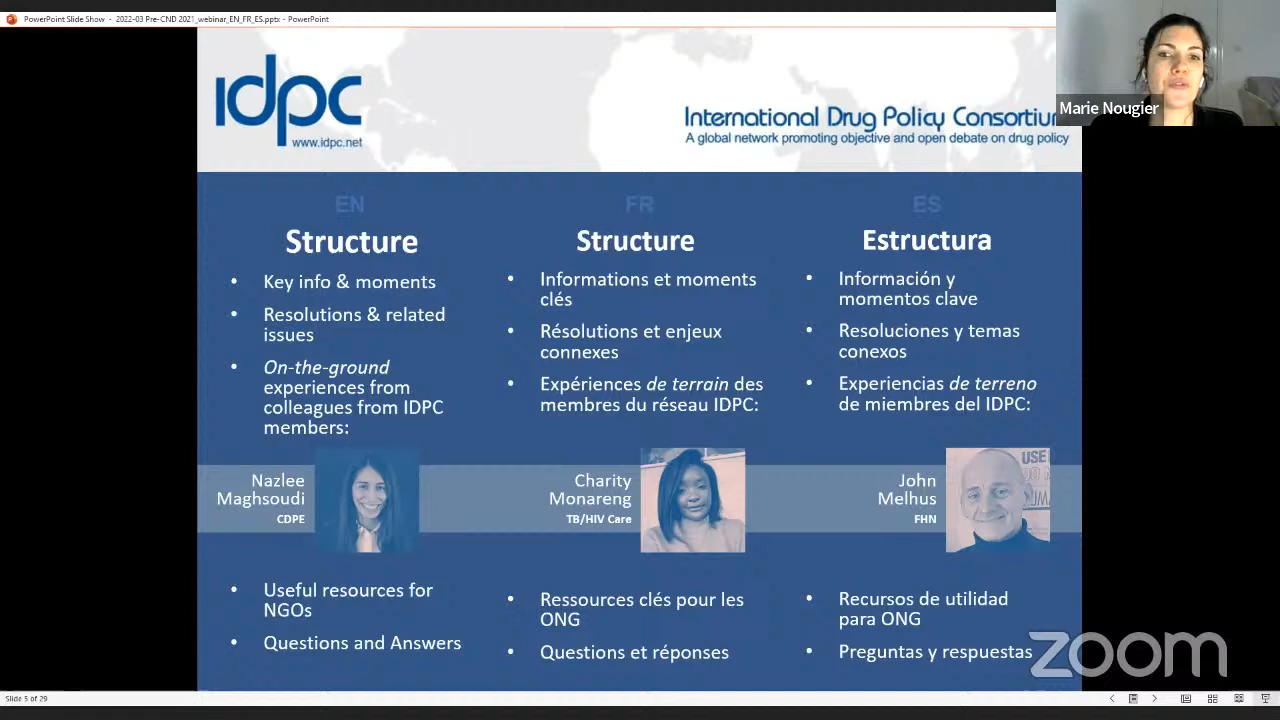 PowerPoint Slide Show - 2022-03 Pre-CND 2021_webinar_EN_FR_ES.pptx - PowerPoint
idpc
www.idpc.net
International Drug Policy Consortium
A global network promoting objective and open debate on drug policy
Marie Nougier
EN
Structure
• Key info & moments
• Resolutions & related
issues
• On-the-ground
experiences from
colleagues from IDPC
members:
Nazlee
Maghsoudi
CDPE
• Useful resources for
NGOs
• Questions and Answers
FR
Structure
• Informations et moments
clés
• Résolutions et enjeux
connexes
• Expériences de terrain des
membres du réseau IDPC:
Charity
Monareng
TB/HIV Care
• Ressources clés pour les
ONG
• Questions et réponses
ES
Estructura
• Información y
momentos clave
• Resoluciones y temas
conexos
• Experiencias de terreno
de miembros del IDPC:
John
Melhus
FHN
USE
• Recursos de utilidad
para ONG
• Preguntas y respuestas
zoom
Slide 5 of 29